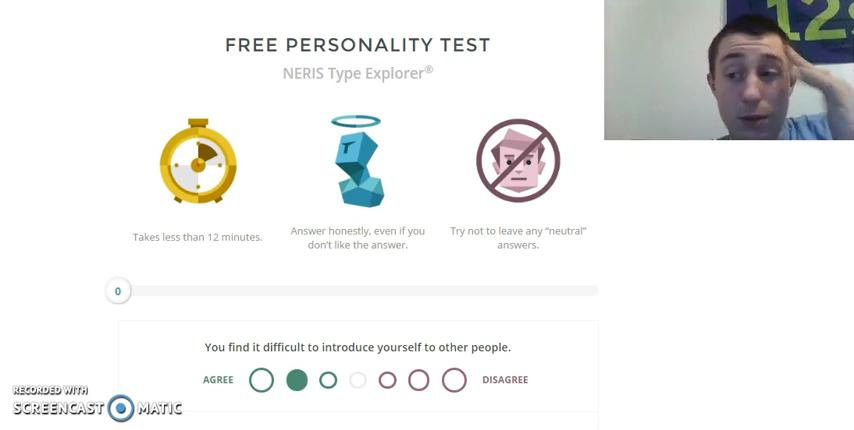 FREE PERSONALITY TEST
NERIS Type Explorer®
Takes less than 12 minutes.
Answer honestly, even if you
don't like the answer.
Try not to leave any "neutral"
answers.
0
You find it difficult to introduce yourself to other people.
AGREE
DISAGREE
RECORDED WITH
SCREENCAST MATIC